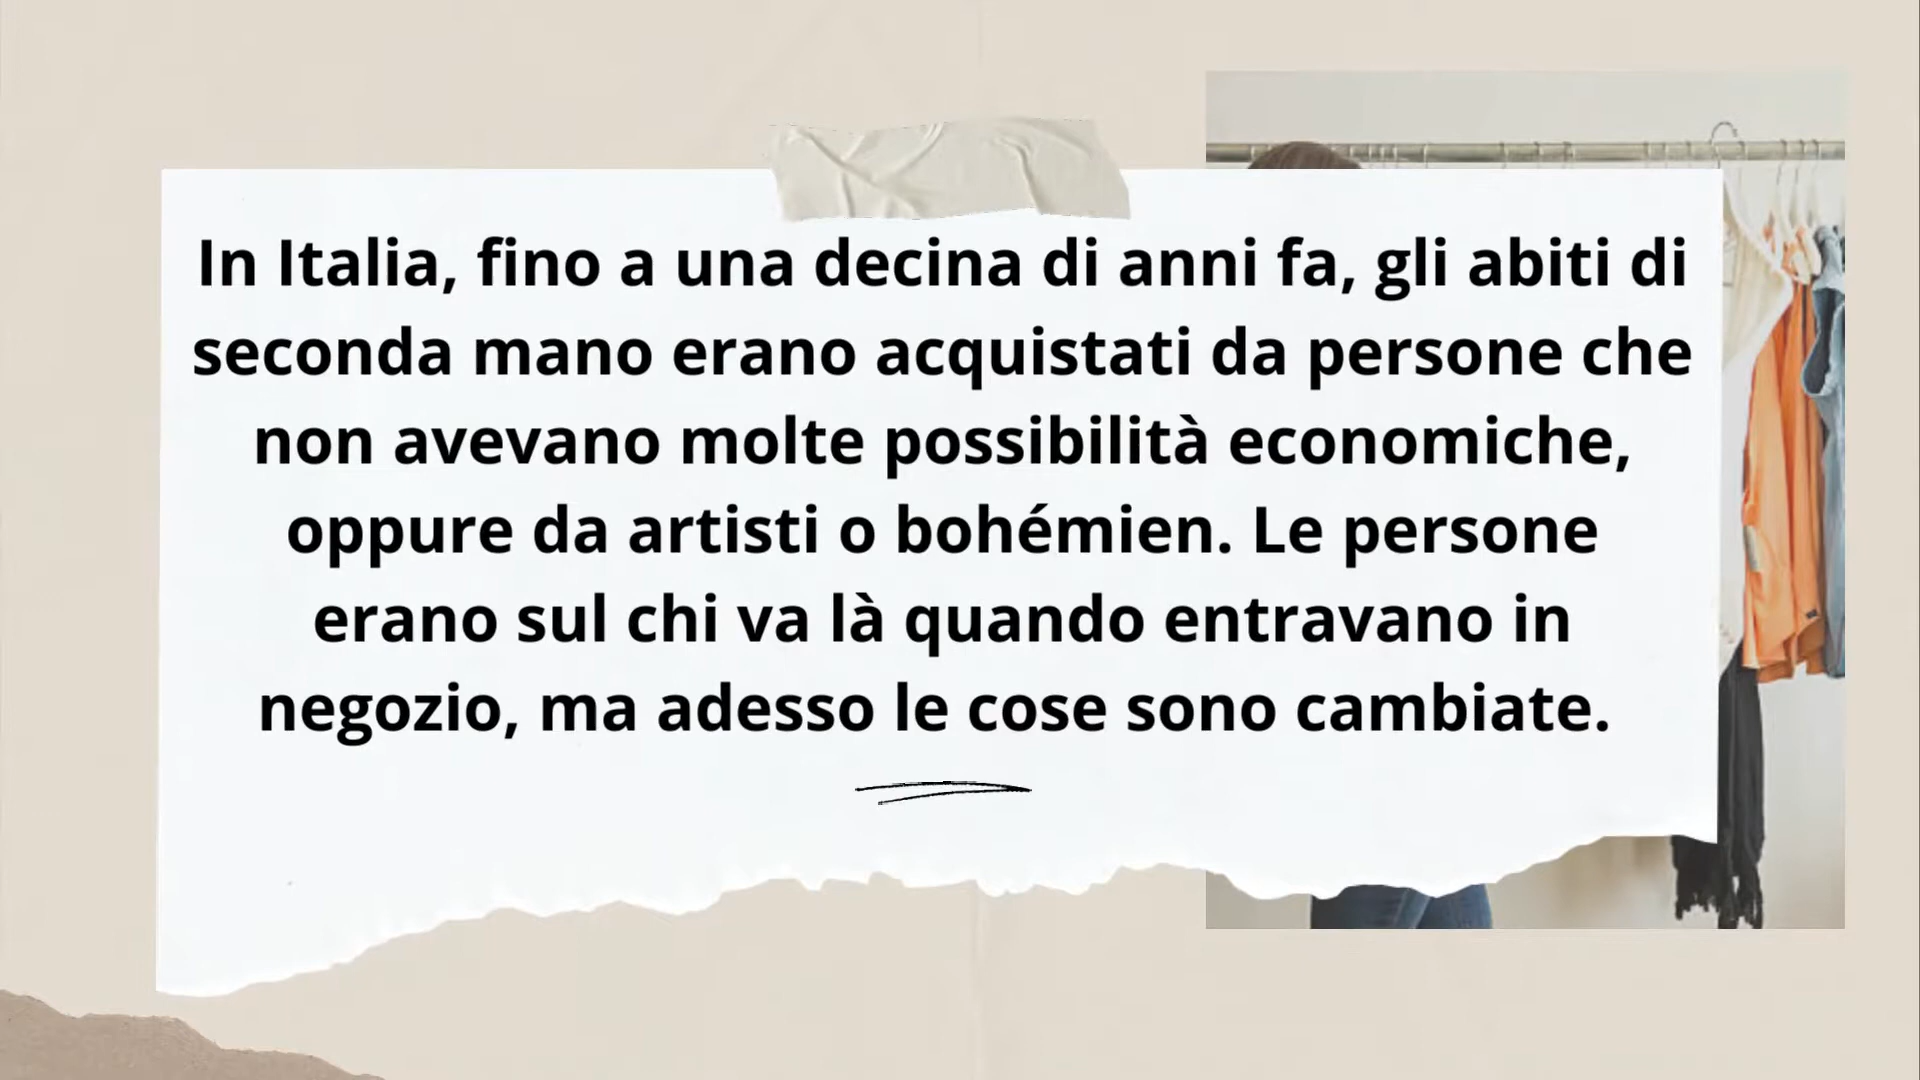 In Italia, fino a una decina di anni fa, gli abiti di
seconda mano erano acquistati da persone che
non avevano molte possibilità economiche,
oppure da artisti o bohémien. Le persone
erano sul chi va là quando entravano in
negozio, ma adesso le cose sono cambiate.